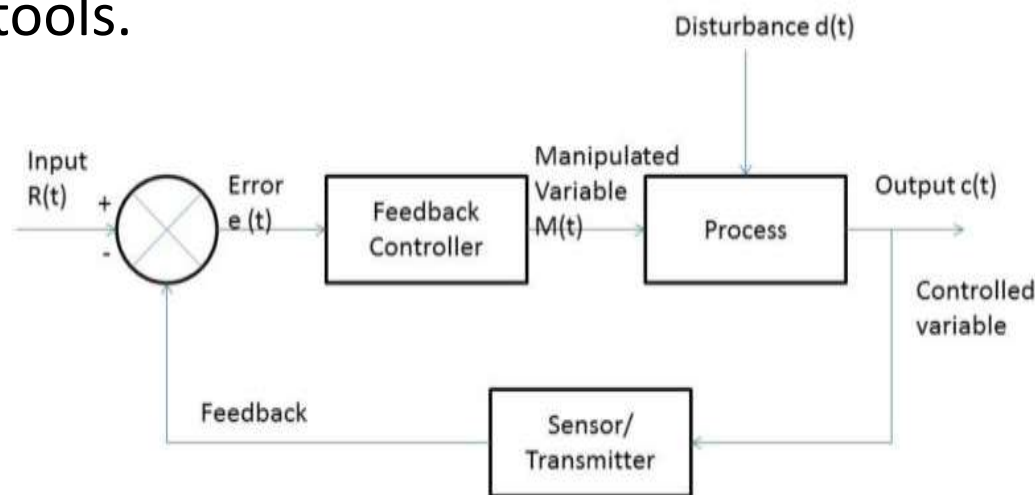 tools.
Disturbance d(t)
Input
R(t)
+
-
Error
e (t)
Feedback
Controller
Manipulated
Variable
M(t)
Process
Output c(t)
Controlled
variable
Feedback
Sensor/
Transmitter